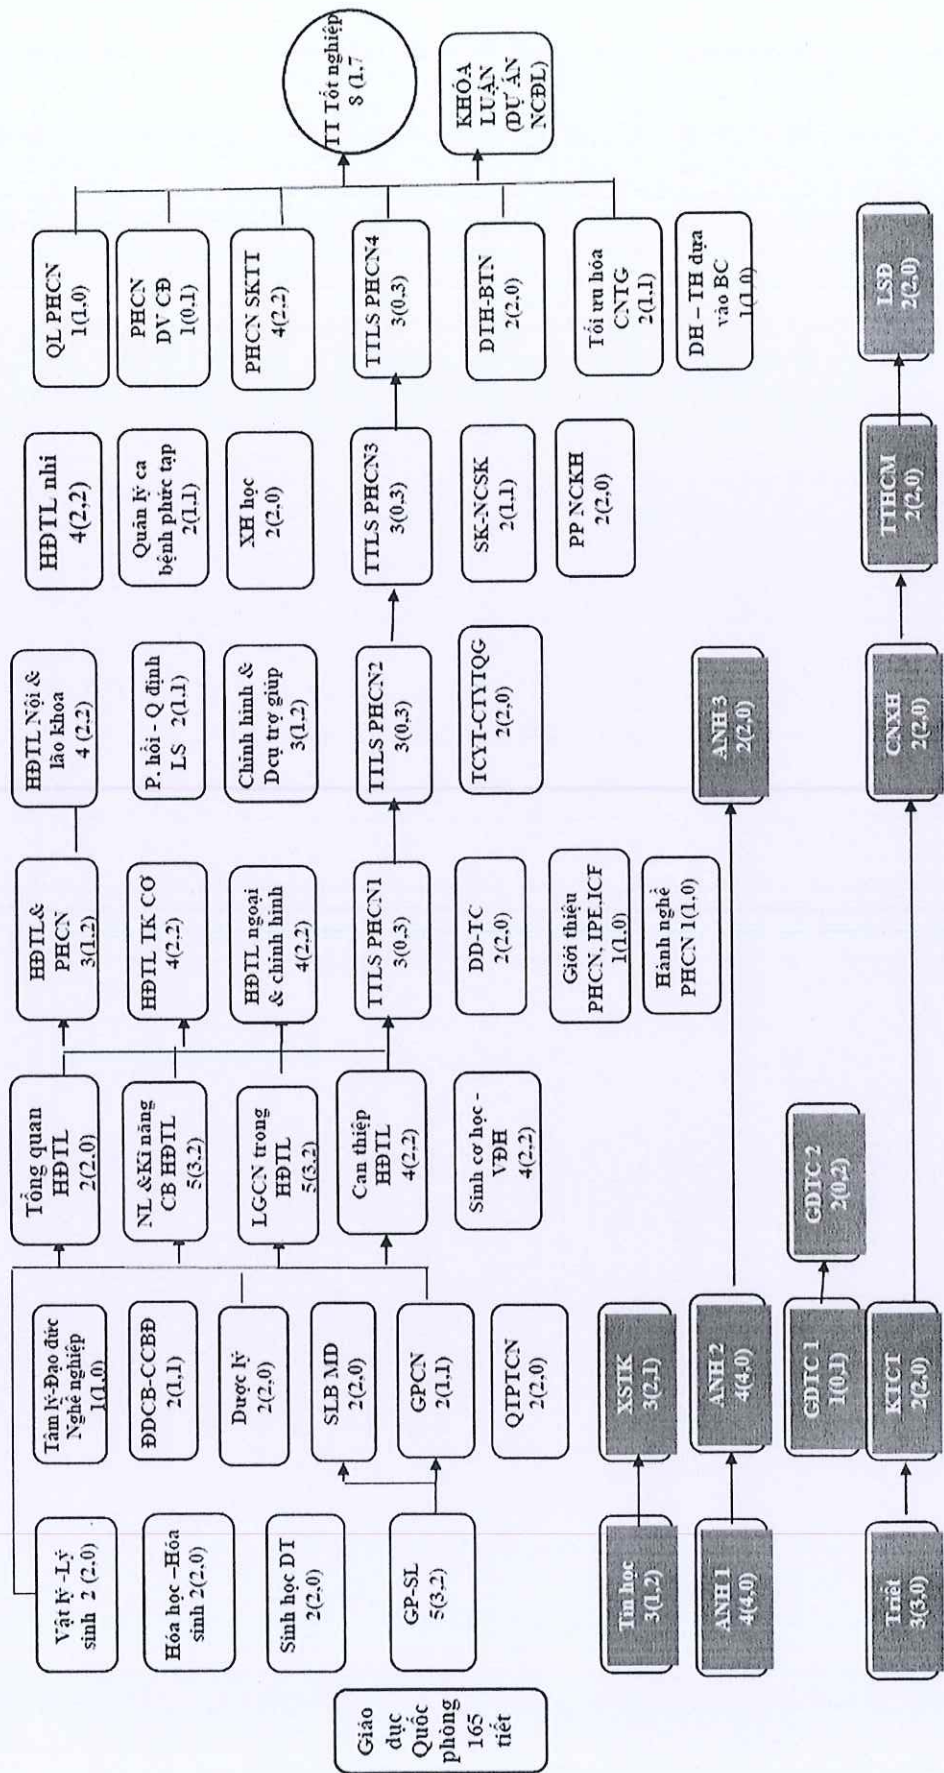 Giáo
dục
Quốc
phòng
165
tiết
Vật lý -Lý
sinh 2 (2,0)
Hóa học –Hóa
sinh 2(2,0)
Sinh học DT
2(2,0)
GP-SL
5(3,2)
Tin học
3(1,2)
ANH 1
4(4,0)
Triết
3(3,0)
Tâm lý-Đạo đức
Nghề nghiệp
1(1,0)
ĐDCB-CCBĐ
2(1,1)
Dược lý
2(2,0)
SLB MD
2(2,0)
GPCN
2(1,1)
QTPTCN
2(2,0)
XSTK
3(2,1)
ANH 2
4(4,0)
GDTC 1
1(0,1)
KTCT
2(2,0)
Tổng quan
HĐTL
2(2,0)
NL &Kĩ năng
CB HĐTL
5(3,2)
LGCN trong
HĐTL
5(3,2)
Can thiệp
HĐTL
4(2,2)
Sinh cơ học -
VĐH
4(2,2)
GDTC 2
2(0,2)
HĐTL&
PHCN
3(1,2)
HĐTL TK CƠ
4(2,2)
HĐTL ngoại
& chỉnh hình
4(2,2)
TTLS PHCN1
3(0,3)
DD-TC
2(2,0)
Giới thiệu
PHCN, IPE,ICF
1(1,0)
Hành nghề
PHCN 1(1,0)
HĐTL Nội &
lão khoa
4 (2,2)
P. hồi - Q định
LS 2(1,1)
Chỉnh hình &
Dcụ trợ giúp
3(1,2)
TTLS PHCN2
3(0,3)
TCYT-CTYTQG
2(2,0)
ANH 3
2(2,0)
CNXH
2(2,0)
HĐTL nhi
4(2,2)
Quản lý ca
bệnh phức tạp
2(1,1)
XH học
2(2,0)
TTLS PHCN3
3(0,3)
SK-NCSK
2(1,1)
PP NCKH
2(2,0)
TTHCM
2(2,0)
QL PHCN
1(1,0)
PHCN
DV CĐ
1(0,1)
PHCN SKTT
4(2,2)
TTLS PHCN4
3(0,3)
DTH-BTN
2(2,0)
Tối ưu hóa
CNTG
2(1,1)
DH – TH dựa
vào BC
1(1,0)
LSĐ
2(2,0)
TT Tốt nghiệp
8 (1,7
KHÓA
LUẬN
(DỰ ÁN
NCĐL)